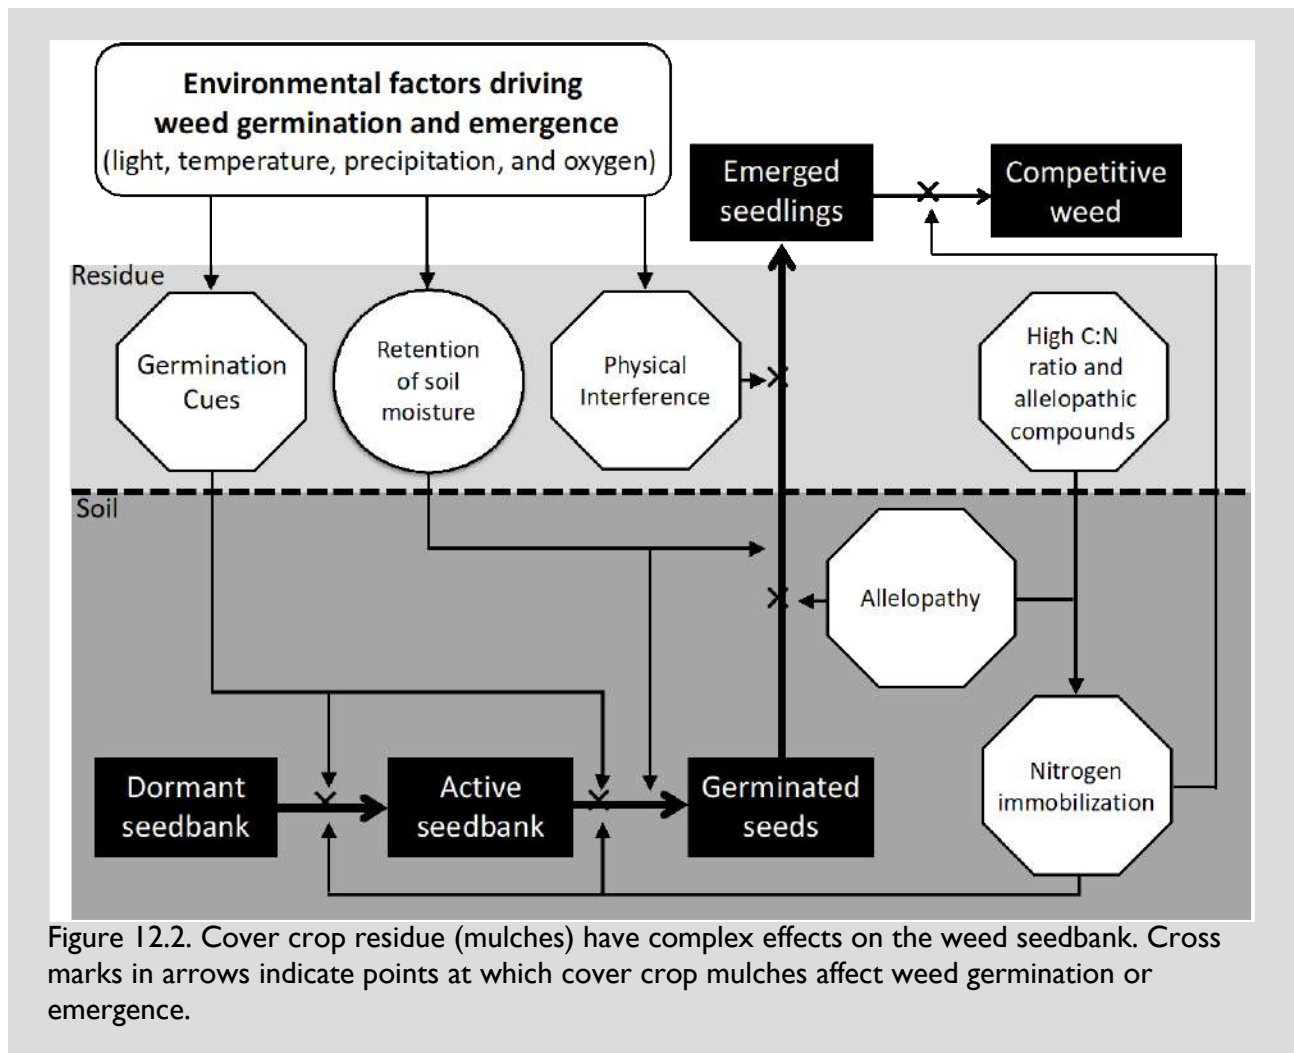 Environmental factors driving
weed germination and emergence
(light, temperature, precipitation, and oxygen)
Emerged
seedlings
Competitive
weed
Residue
Germination
Cues
Retention
of soil
moisture
Physical
Interference
High C:N
ratio and
allelopathic
compounds
Soil
Allelopathy
Dormant
seedbank
Active
seedbank
Germinated
seeds
Nitrogen
immobilization
Figure 12.2. Cover crop residue (mulches) have complex effects on the weed seedbank. Cross
marks in arrows indicate points at which cover crop mulches affect weed germination or
emergence.